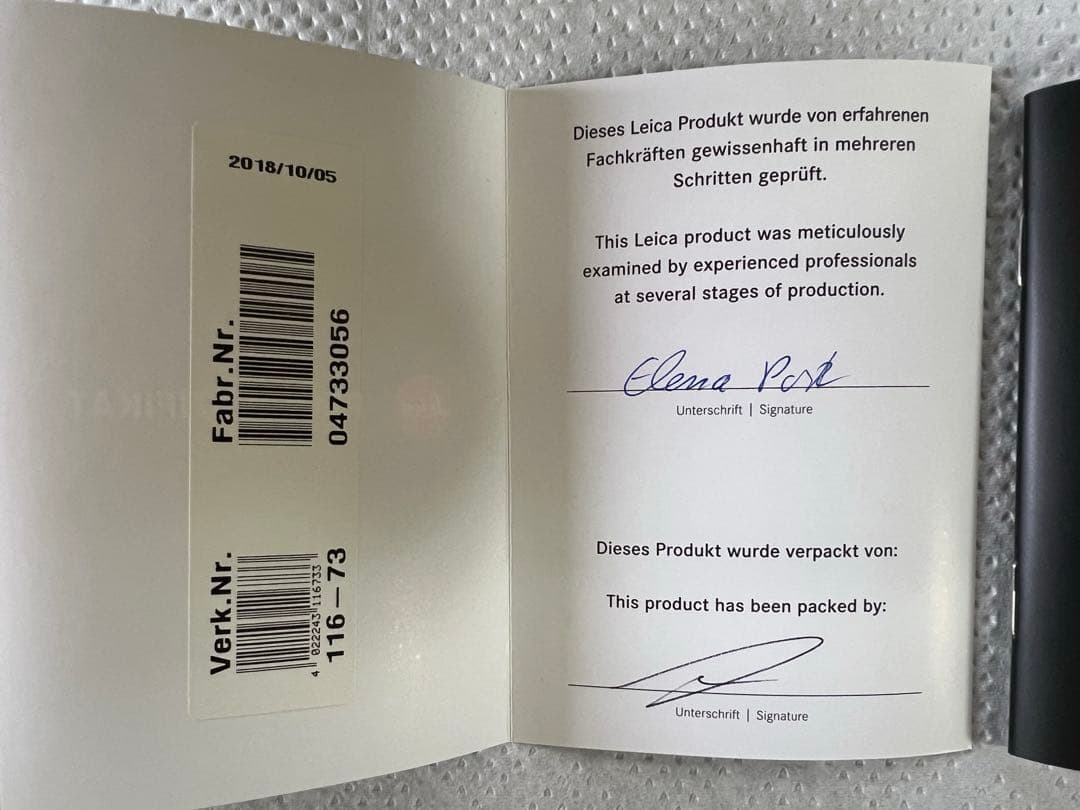 2018/10/05
Fabr.Nr.
04733056
Verk.Nr.
4 022243 116733
116 – 73
Dieses Leica Produkt wurde von erfahrenen
Fachkräften gewissenhaft in mehreren
Schritten geprüft.
This Leica product was meticulously
examined by experienced professionals
at several stages of production.
Elena
Unterschrift | Signature
Dieses Produkt wurde verpackt von:
This product has been packed by:
Unterschrift | Signature